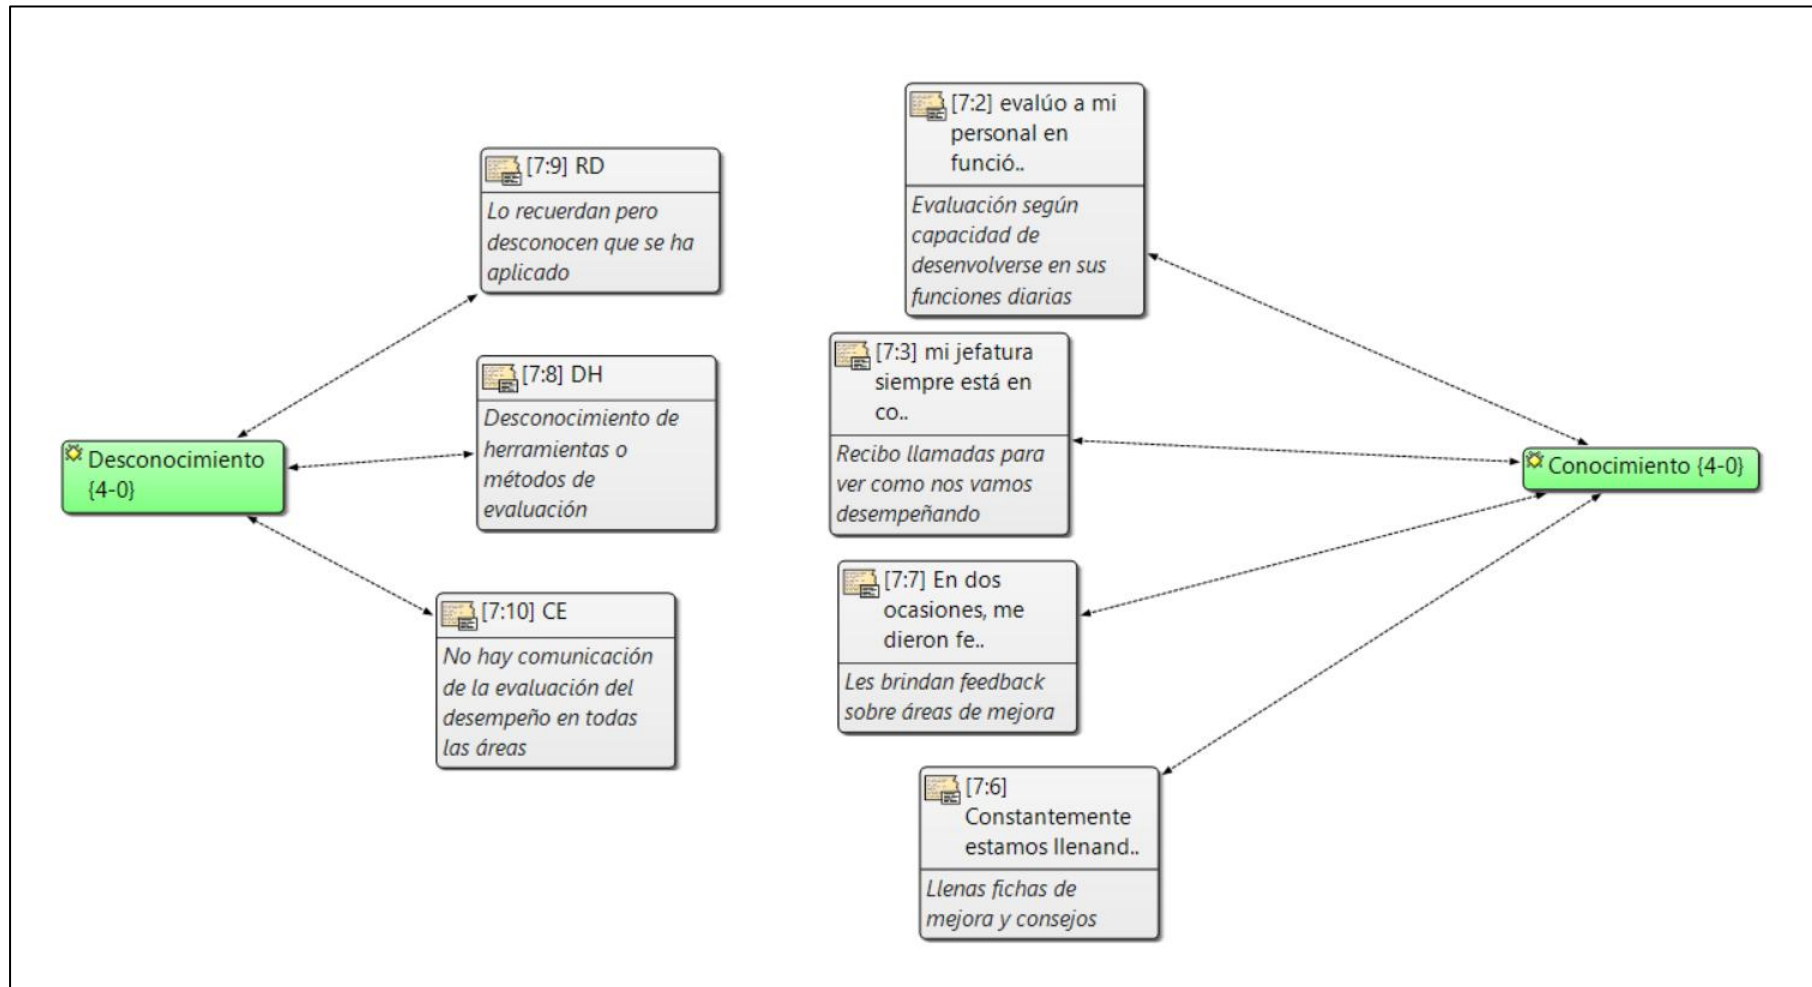 [7:9] RD
Lo recuerdan pero
desconocen que se ha
aplicado
[7:8] DH
Desconocimiento de
herramientas o
métodos de
evaluación
Desconocimiento
{4-0}
[7:10] CE
No hay comunicación
de la evaluación del
desempeño en todas
las áreas
[7:2] evalúo a mi
personal en
funció..
Evaluación según
capacidad de
desenvolverse en sus
funciones diarias
[7:3] mi jefatura
siempre está en
co..
Recibo llamadas para
ver como nos vamos
desempeñando
Conocimiento {4-0}
[7:7] En dos
ocasiones, me
dieron fe..
Les brindan feedback
sobre áreas de mejora
[7:6]
Constantemente
estamos llenand..
Llenas fichas de
mejora y consejos